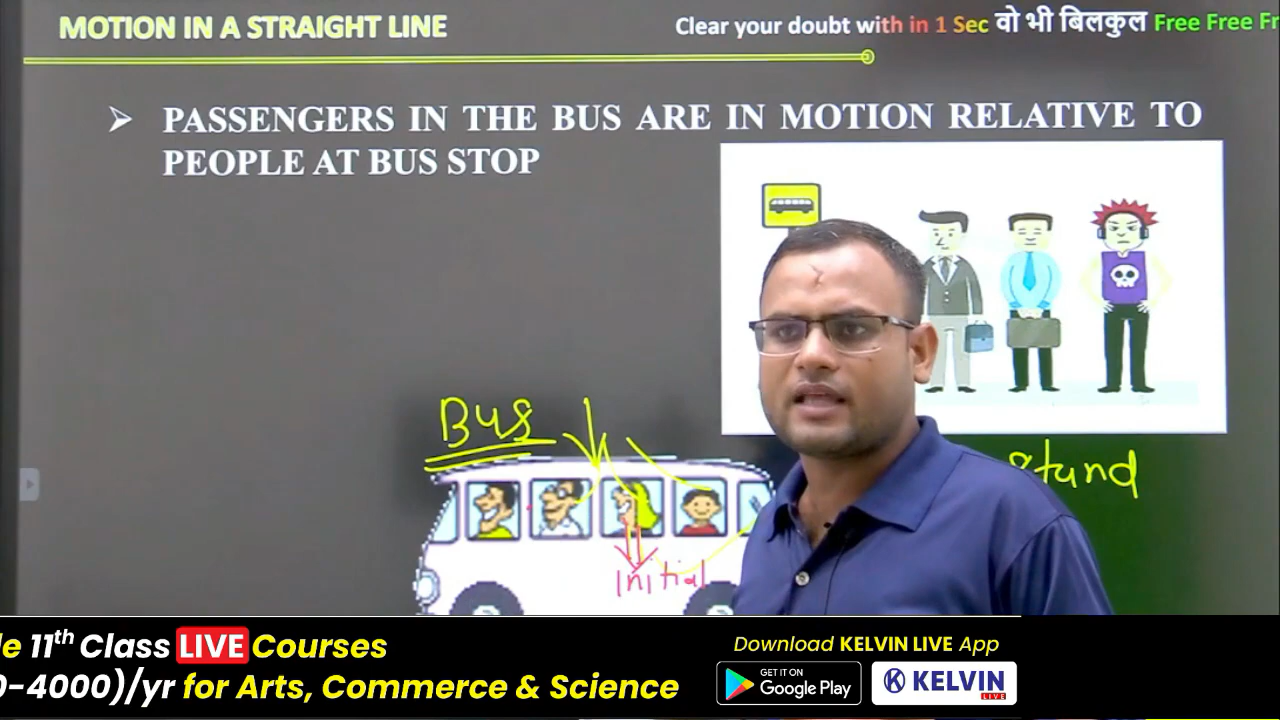 MOTION IN A STRAIGHT LINE
Clear your doubt with in 1 Sec वो भी बिलकुल Free Free Fr
PASSENGERS IN THE BUS ARE IN MOTION RELATIVE TO
PEOPLE AT BUS STOP
Bus
stand
Initial
11th Class LIVE Courses
-4000)/yr for Arts, Commerce & Science
Download KELVIN LIVE App
GET IT ON
Google Play
K KELVIN
LIVE